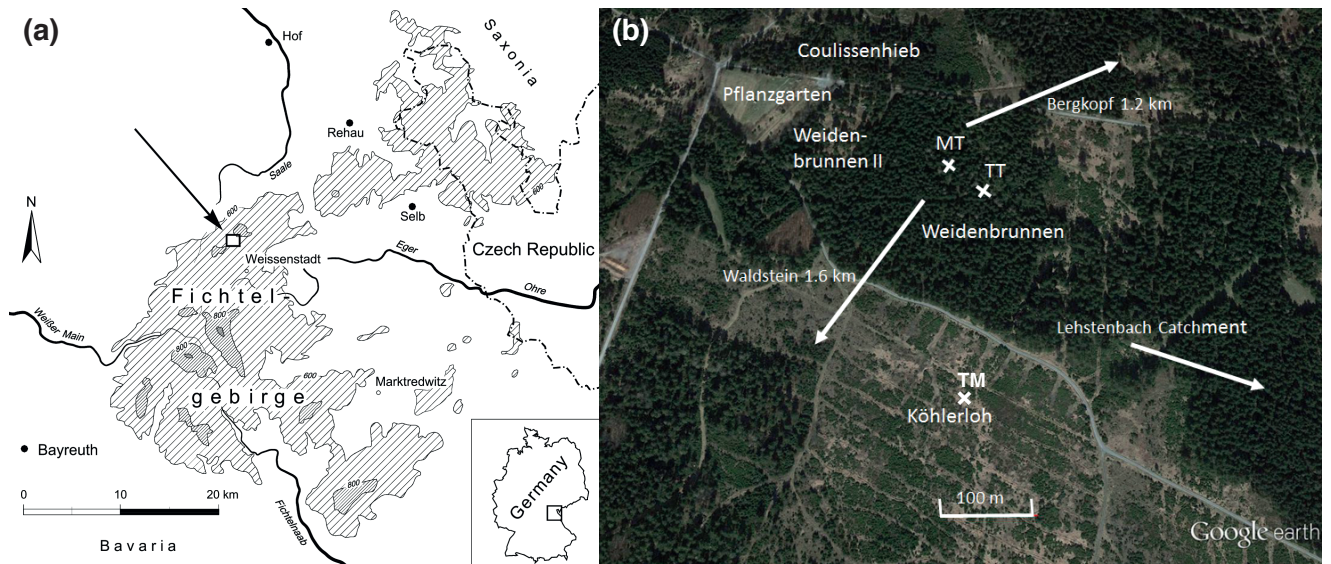 (a)
Hof
Saxonia
Rehau
Saale
600
600
N
Selb
Weissenstadt
Eger
Czech Republic
Ohre
Fichtel-
Weißer Main
800
800
600
Marktredwitz
gebirge
Bayreuth
800
0 10 20 km
Fichtelnaab
Germany
Bavaria
(b)
Coulissenhieb
Pflanzgarten
Bergkopf 1.2 km
Weiden-
brunnen II
MT
TT
Weidenbrunnen
Waldstein 1.6 km
Lehstenbach Catchment
TM
Köhlerloh
100 m
Google earth